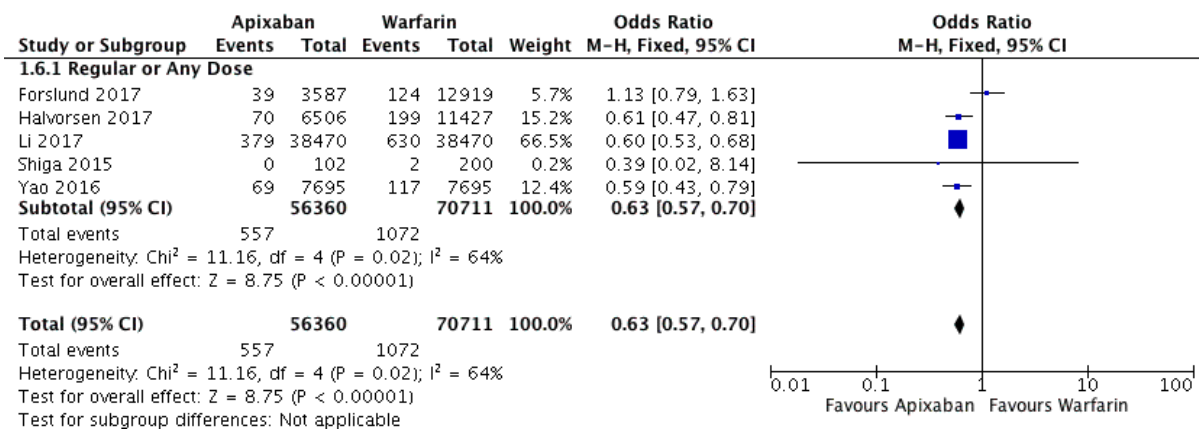 Apixaban Warfarin Odds Ratio Odds Ratio
Study or Subgroup Events Total Events Total Weight M-H, Fixed, 95% CI M-H, Fixed, 95% CI
1.6.1 Regular or Any Dose
Forslund 2017 39 3587 124 12919 5.7% 1.13 [0.79, 1.63]
Halvorsen 2017 70 6506 199 11427 15.2% 0.61 [0.47, 0.81]
Li 2017 379 38470 630 38470 66.5% 0.60 [0.53, 0.68]
Shiga 2015 0 102 2 200 0.2% 0.39 [0.02, 8.14]
Yao 2016 69 7695 117 7695 12.4% 0.59 [0.43, 0.79]
Subtotal (95% CI) 56360 70711 100.0% 0.63 [0.57, 0.70]
Total events 557 1072
Heterogeneity: Chi² = 11.16, df = 4 (P = 0.02); I² = 64%
Test for overall effect: Z = 8.75 (P < 0.00001)
Total (95% CI) 56360 70711 100.0% 0.63 [0.57, 0.70]
Total events 557 1072
Heterogeneity: Chi² = 11.16, df = 4 (P = 0.02); I² = 64%
Test for overall effect: Z = 8.75 (P < 0.00001)
Test for subgroup differences: Not applicable
0.01 0.1 1 10 100
Favours Apixaban Favours Warfarin